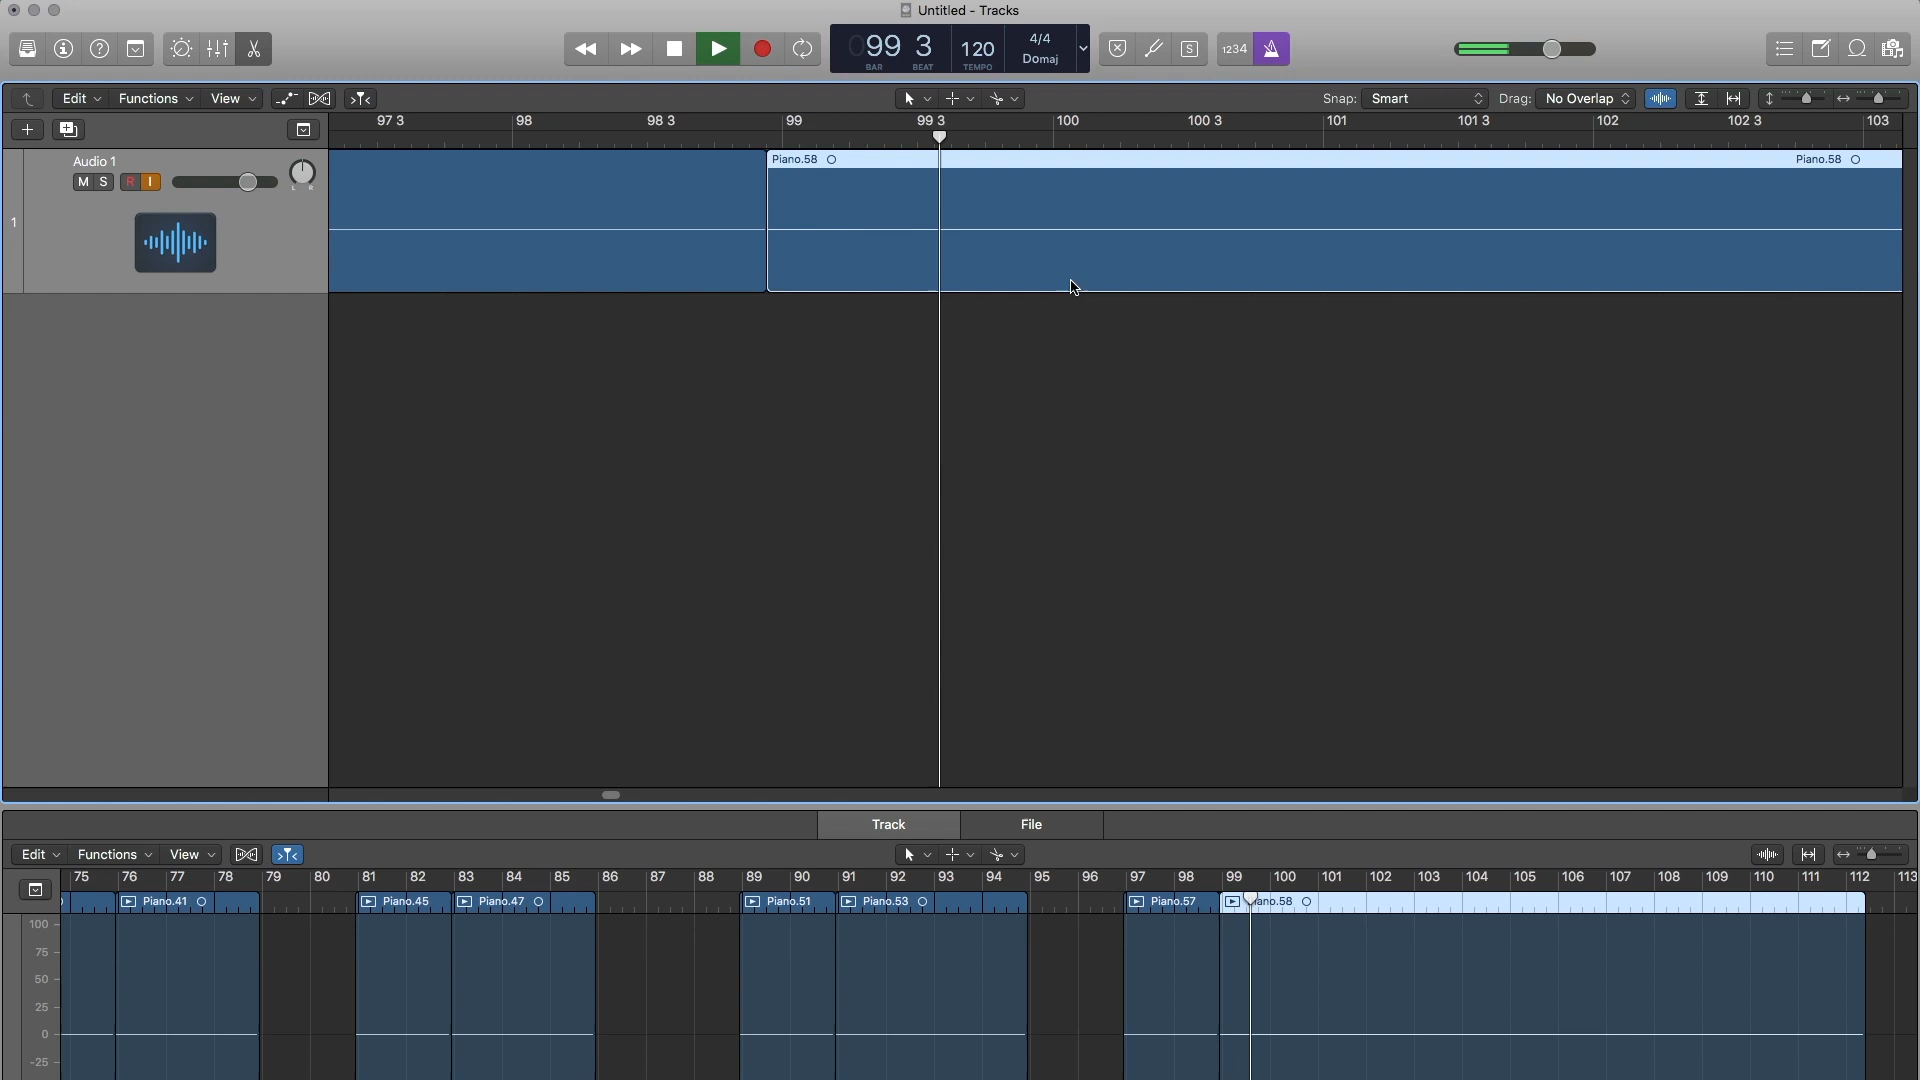 Untitled - Tracks
099 3
BAR BEAT
120
TEMPO
4/4
Domaj
S
1234
Edit Functions View
Snap: Smart Drag: No Overlap
97 3 98 98 3 99 99 3 100 100 3 101 101 3 102 102 3 103
1
Audio 1
M S R I
L R
Piano.58 Piano.58
Track File
Edit Functions View
75 76 77 78 79 80 81 82 83 84 85 86 87 88 89 90 91 92 93 94 95 96 97 98 99 100 101 102 103 104 105 106 107 108 109 110 111 112 113
Piano.41 Piano.45 Piano.47 Piano.51 Piano.53 Piano.57 ano.58
100
75
50
25
0
-25